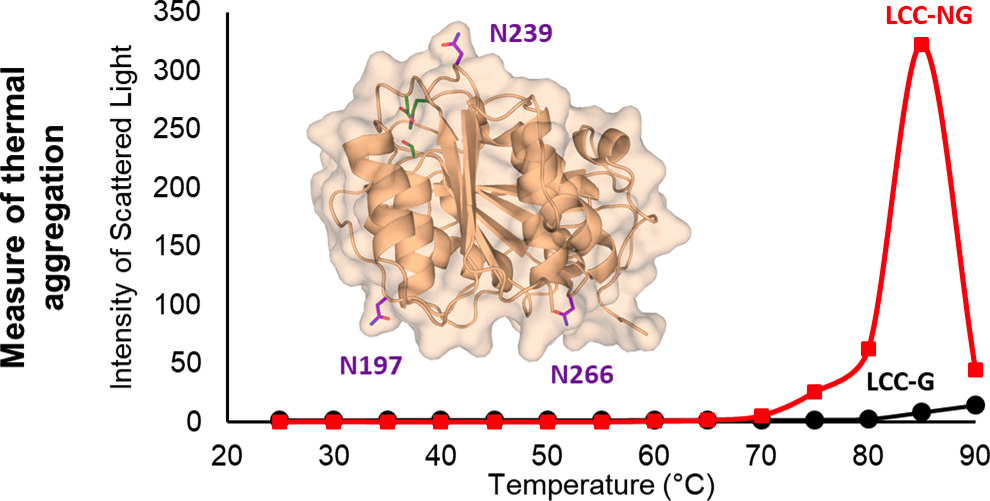 Measure of thermal
aggregation
Intensity of Scattered Light
350
300
250
200
150
100
50
0
20
30
40
50
60
70
80
90
Temperature (°C)
N239
N197
N266
LCC-NG
LCC-G